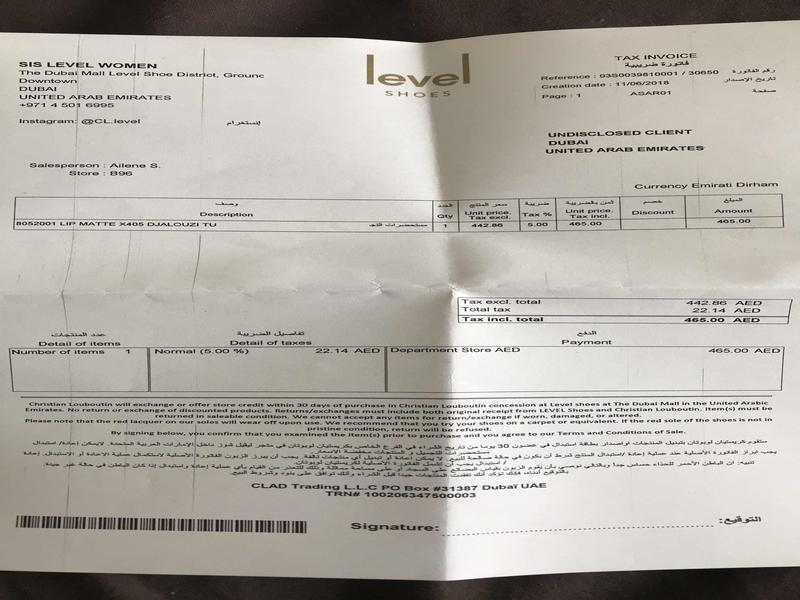 SIS LEVEL WOMEN
The Dubai Mall Level Shoe District, Ground
Downtown
DUBAI
UNITED ARAB EMIRATES
+971 4 501 6995
Instagram: @CL.level إنستغرام
Salesperson : Ailene S.
Store : B96
level
SHOES
TAX INVOICE
فاتورة ضريبية
Reference : 03S0039810001 / 30650 رقم الفاتورة
Creation date : 11/06/2018 تاريخ الإصدار
Page : 1 ASAR01 صفحة
UNDISCLOSED CLIENT
DUBAI
UNITED ARAB EMIRATES
Currency Emirati Dirham
وصف العدد سعر المنتج ضريبة ثمن بالضريبة خصم المبلغ
Description Qty Unit price. Tax excl. Tax % Unit price. Tax incl. Discount Amount
8052001 LIP MATTE X405 DJALOUZI TU مستحضرات التج 1 442.86 5.00 465.00 465.00
Tax excl. total 442.86 AED
Total tax 22.14 AED
Tax incl. total 465.00 AED
عدد المنتجات تفاصيل الضريبة الدفع
Detail of items Detail of taxes Payment
Number of items 1 Normal (5.00 %) 22.14 AED Department Store AED 465.00 AED
Christian Louboutin will exchange or offer store credit within 30 days of purchase in Christian Louboutin concession at Level shoes at The Dubai Mall in the United Arab
Emirates. No return or exchange of discounted products. Returns/exchanges must include both original receipt from LEVEL Shoes and Christian Louboutin. Item(s) must be
returned in saleable condition. We cannot accept any items for return/exchange if worn, damaged, or altered.
Please note that the red lacquer on our soles will wear off upon use. We recommend that you try your shoes on a carpet or equivalent. If the red sole of the shoes is not in
pristine condition, return will be refused.
By signing below, you confirm that you examined the item(s) prior to purchase and you agree to our Terms and Conditions of Sale.
CLAD Trading L.L.C PO Box #31387 Dubaï UAE
TRN# 100206347500003
Signature: التوقيع: